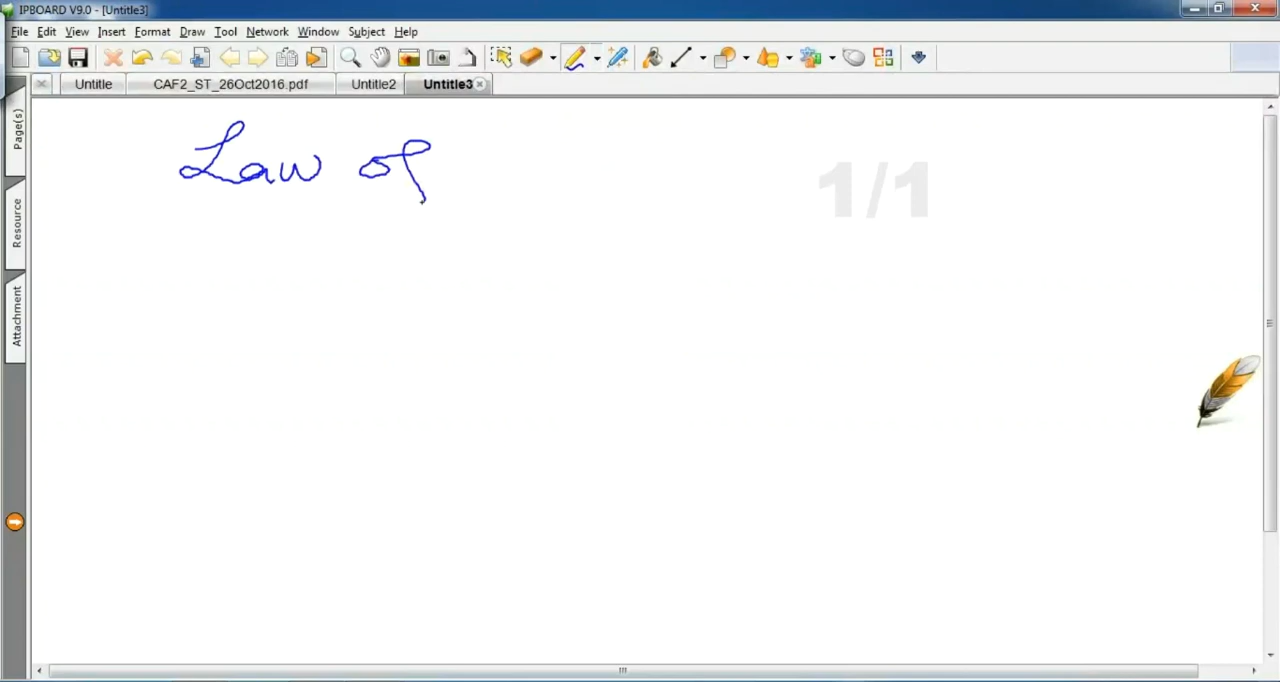 IPBOARD V9.0 - [Untitle3]
File Edit View Insert Format Draw Tool Network Window Subject Help
Untitle CAF2_ST_26Oct2016.pdf Untitle2 Untitle3
Page(s)
Resource
Attachment
Law of
1/1